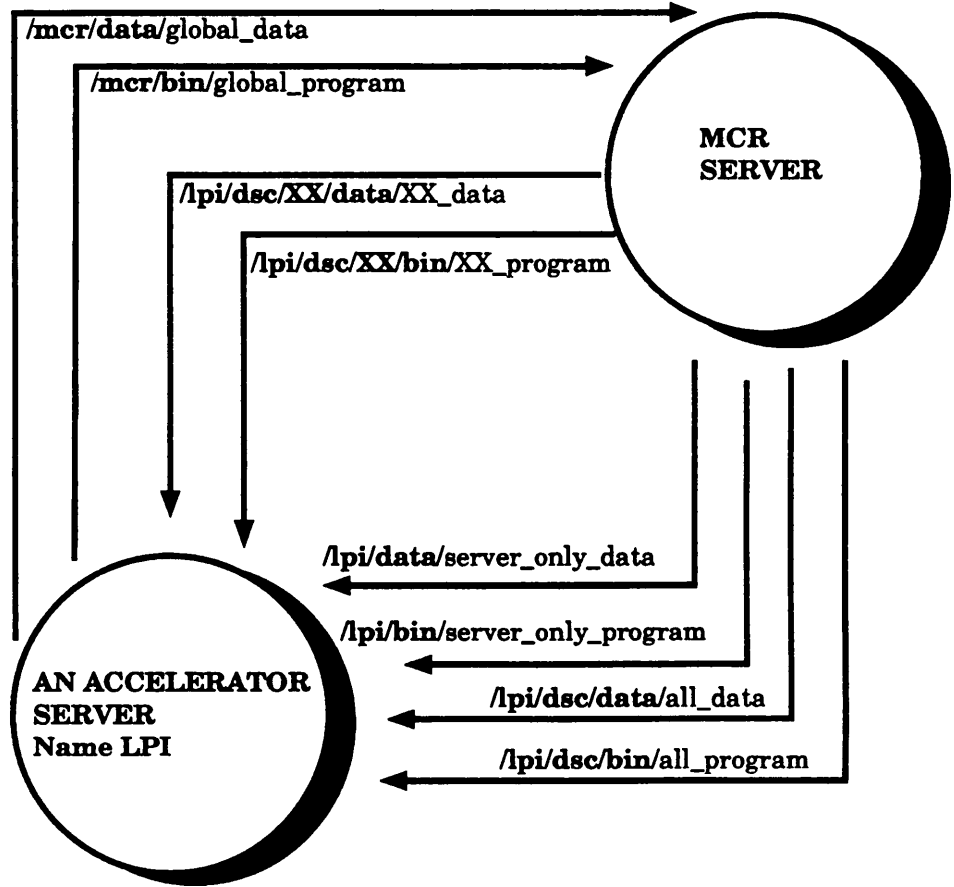 /mcr/data/global_data
/mcr/bin/global_program
MCR
SERVER
/lpi/dsc/XX/data/XX_data
/lpi/dsc/XX/bin/XX_program
/lpi/data/server_only_data
/lpi/bin/server_only_program
AN ACCELERATOR
SERVER
Name LPI
/lpi/dsc/data/all_data
/lpi/dsc/bin/all_program